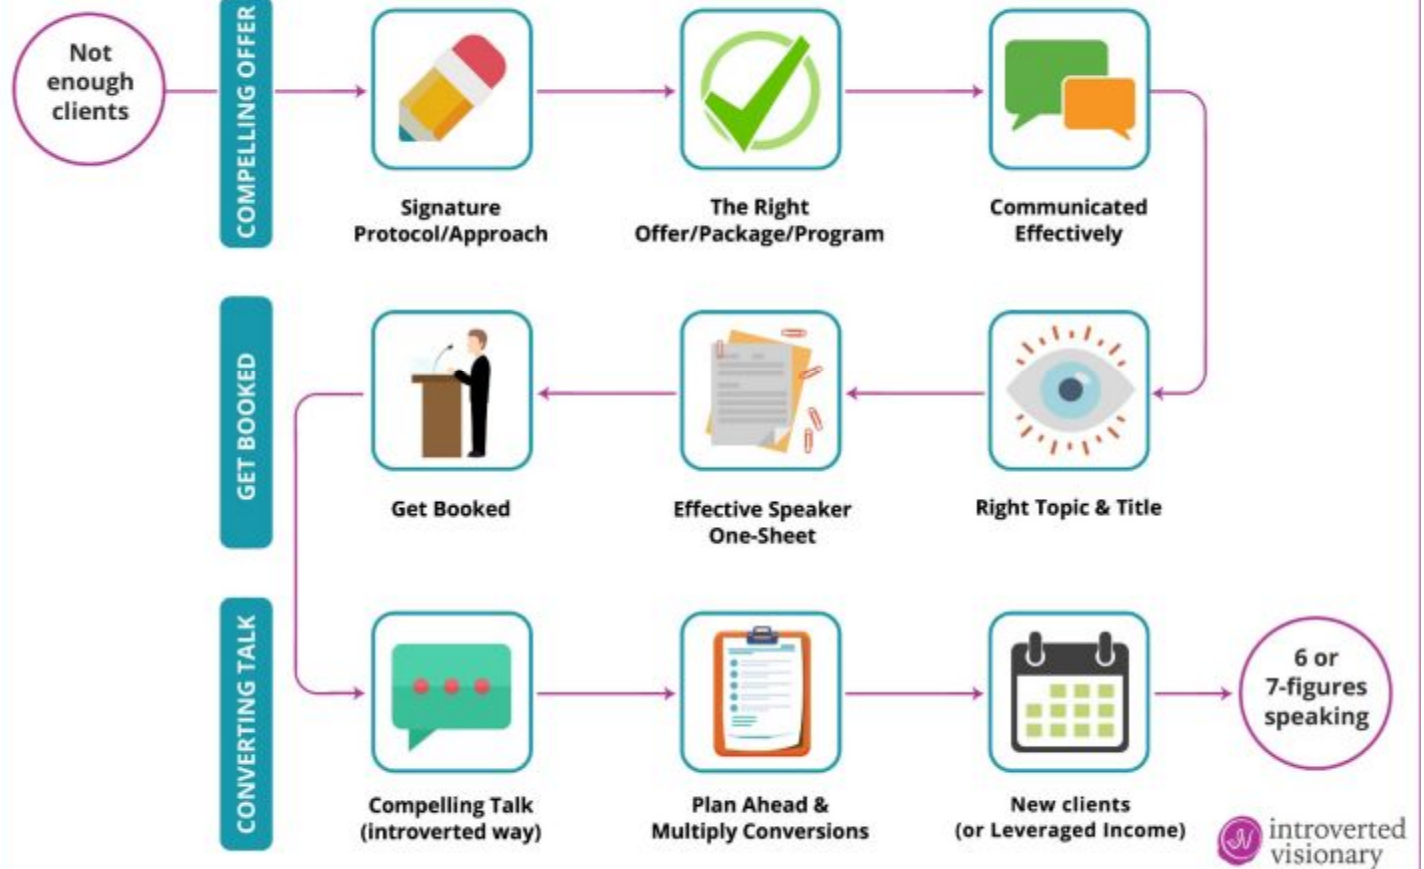 Not
enough
clients
COMPELLING OFFER
Signature
Protocol/Approach
The Right
Offer/Package/Program
Communicated
Effectively
GET BOOKED
Get Booked
Effective Speaker
One-Sheet
Right Topic & Title
CONVERTING TALK
Compelling Talk
(introverted way)
Plan Ahead &
Multiply Conversions
New clients
(or Leveraged Income)
6 or
7-figures
speaking
introverted
visionary